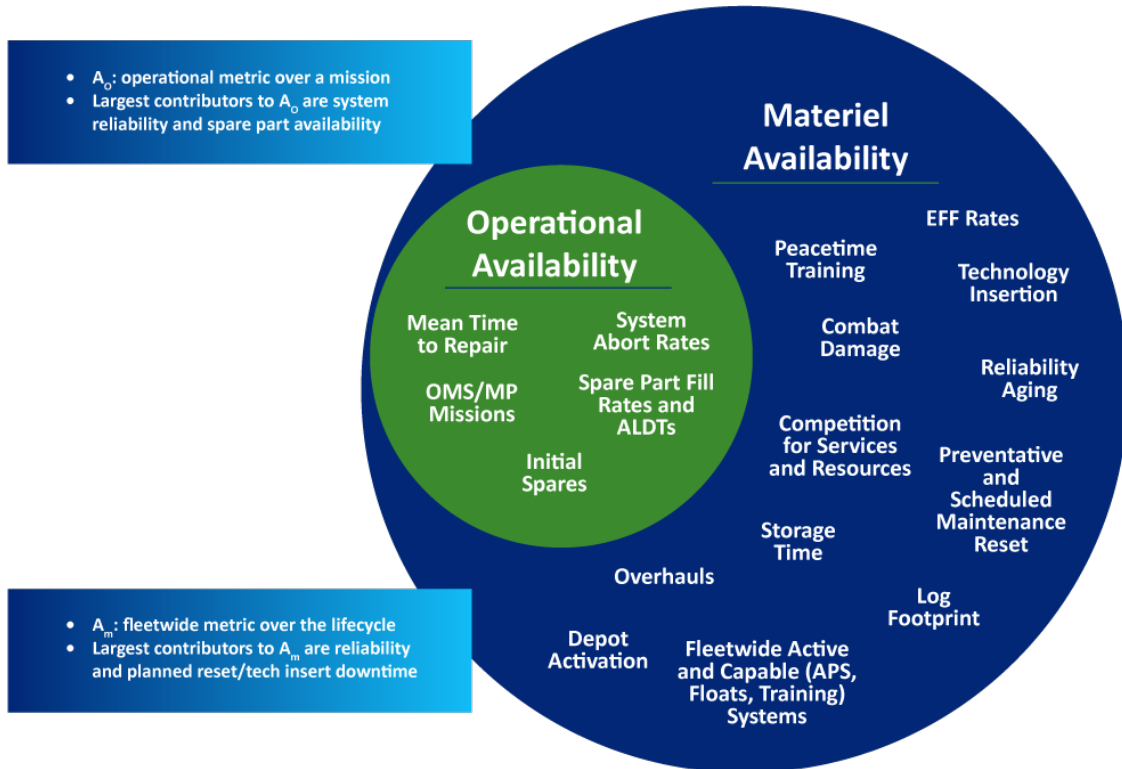 • A_O: operational metric over a mission
• Largest contributors to A_O are system
reliability and spare part availability
Materiel
Availability
Operational
Availability
Mean Time
to Repair
System
Abort Rates
OMS/MP
Missions
Spare Part Fill
Rates and
ALDTs
Initial
Spares
EFF Rates
Peacetime
Training
Technology
Insertion
Combat
Damage
Reliability
Aging
Competition
for Services
and Resources
Preventative
and
Scheduled
Maintenance
Reset
Storage
Time
Overhauls
Log
Footprint
Depot
Activation
Fleetwide Active
and Capable (APS,
Floats, Training)
Systems
• A_m: fleetwide metric over the lifecycle
• Largest contributors to A_m are reliability
and planned reset/tech insert downtime